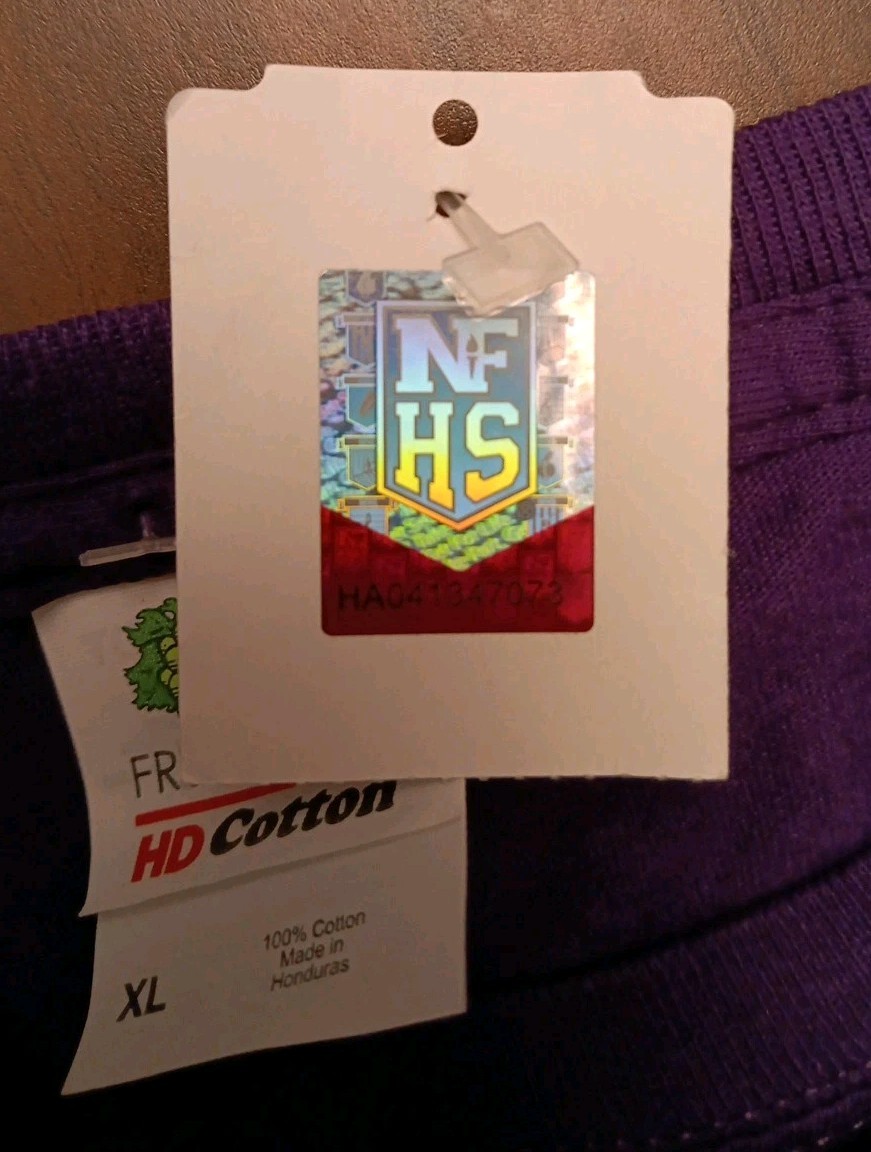 NF
HS
HA041347073
FR
HD Cotton
100% Cotton
Made in
Honduras
XL